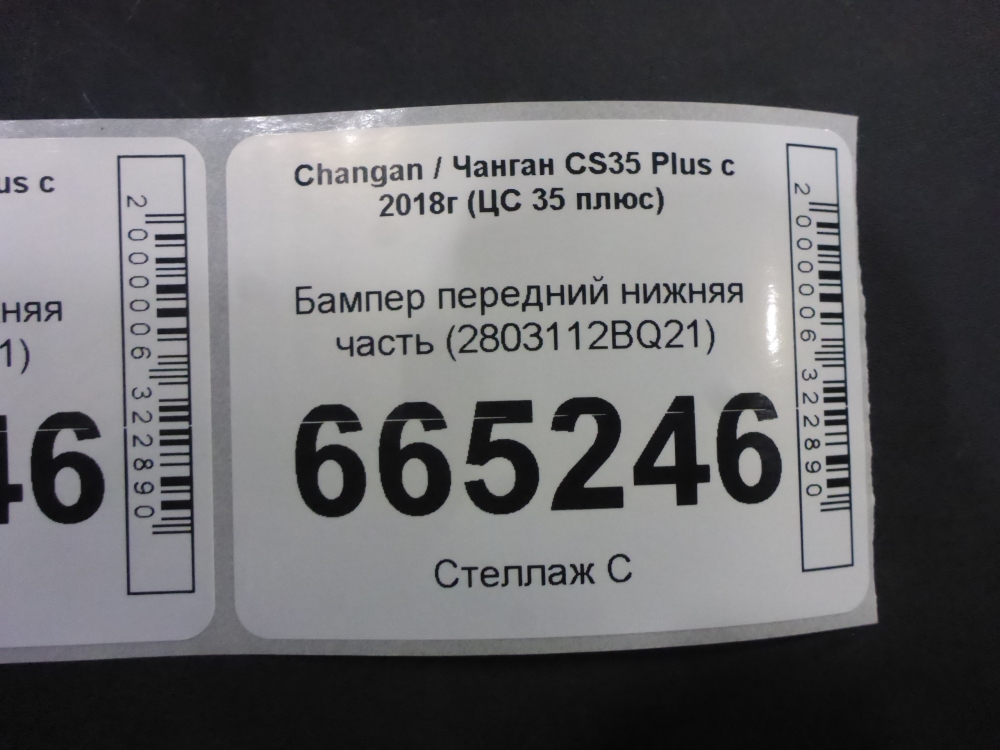 Changan / Чанган CS35 Plus с
2018г (ЦС 35 плюс)
Бампер передний нижняя
часть (2803112BQ21)
665246
Стеллаж С
2000006322890
us с
няя
1)
46
2000006322890